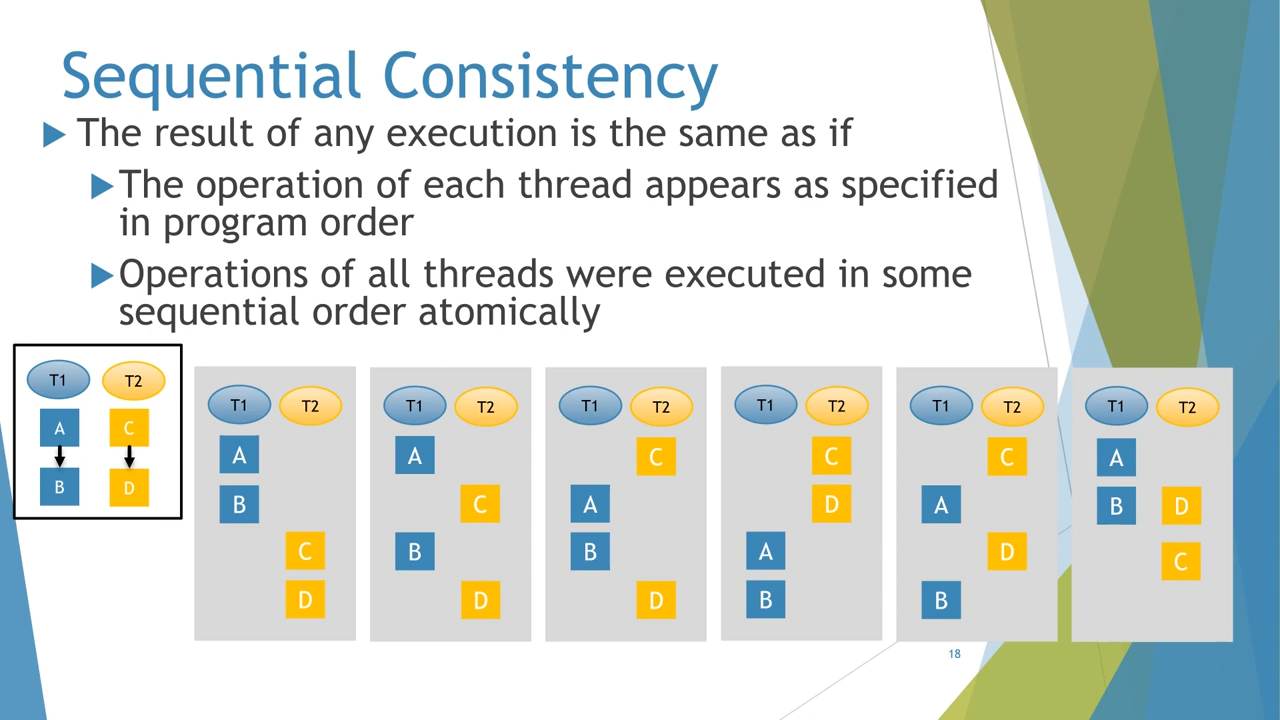 Sequential Consistency
The result of any execution is the same as if
The operation of each thread appears as specified
in program order
Operations of all threads were executed in some
sequential order atomically
T1 T2
A C
B D
T1 T2
A
B
C
D
T1 T2
A
C
B
D
T1 T2
C
A
B
D
T1 T2
C
D
A
B
T1 T2
C
A
D
B
T1 T2
A
B D
C
18